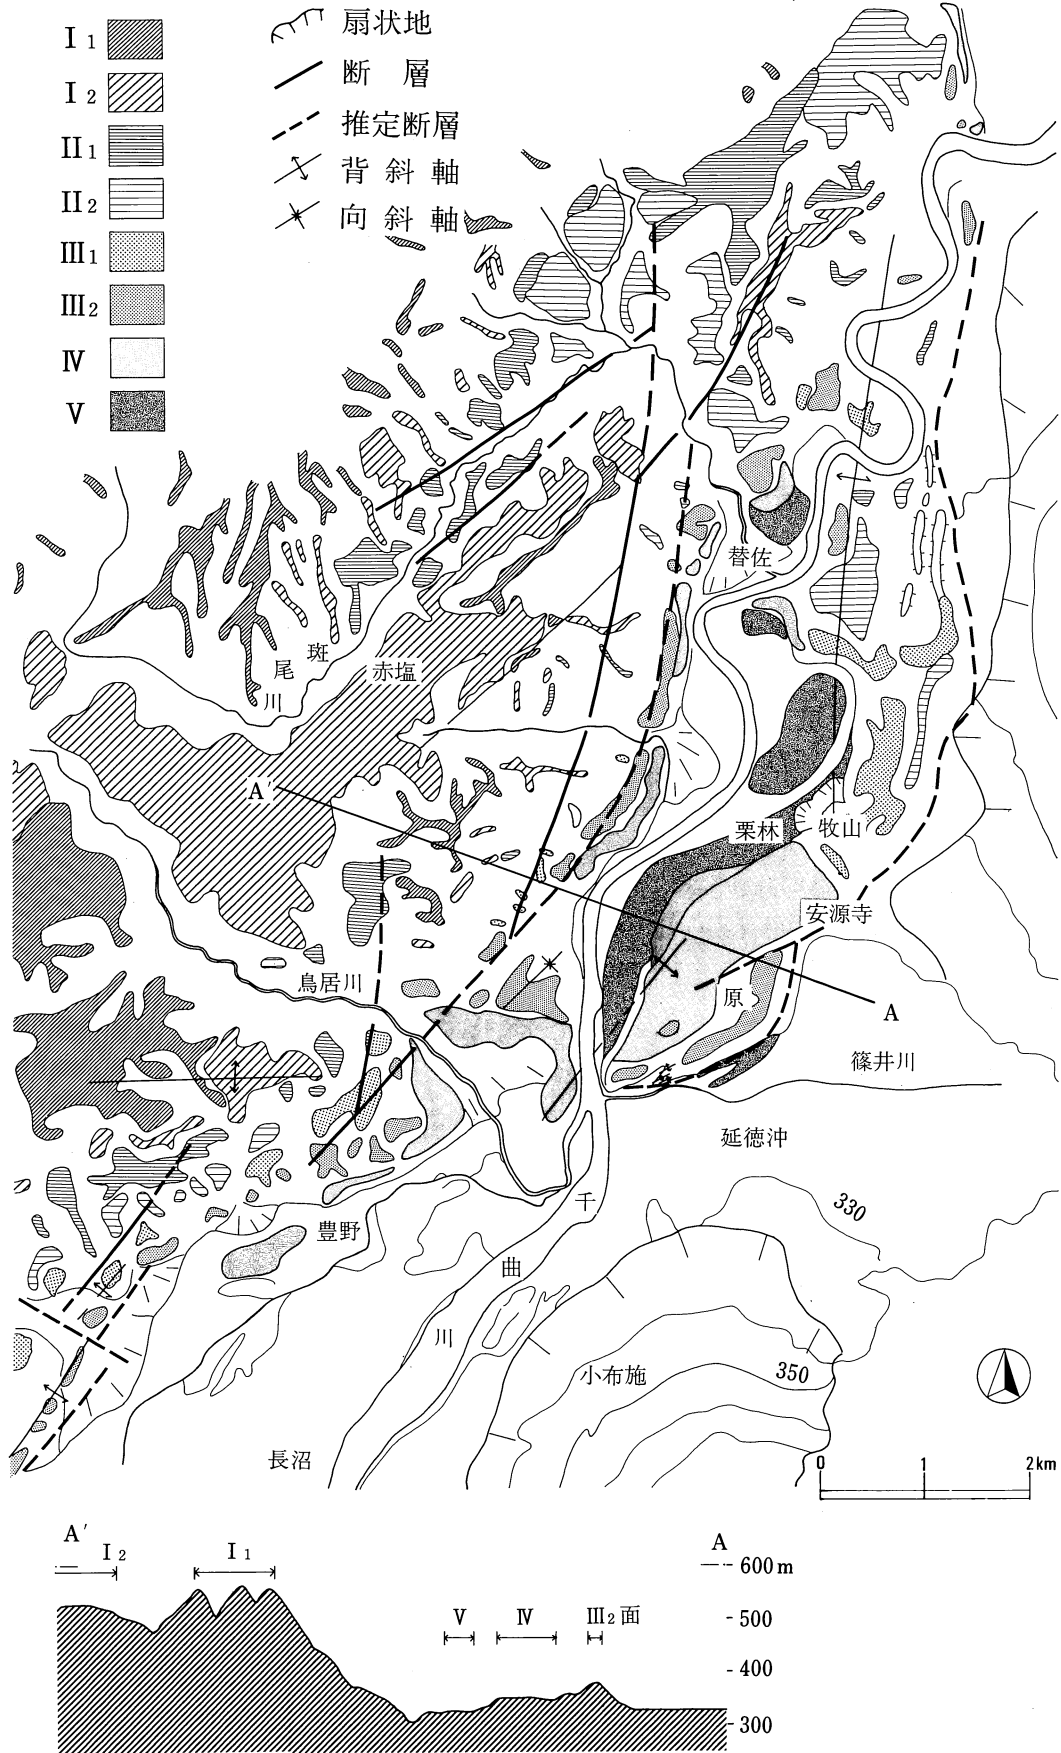 I 1
I 2
II 1
II 2
III 1
III 2
IV
V
扇状地
断 層
推定断層
背 斜 軸
向 斜 軸
替佐
斑
尾
川
赤塩
A′
栗林
牧山
安源寺
鳥居川
原
A
篠井川
延徳沖
千
曲
川
豊野
330
小布施
350
長沼
0 1 2km
A′
I 2
I 1
V
IV
III 2 面
A
600m
500
400
300